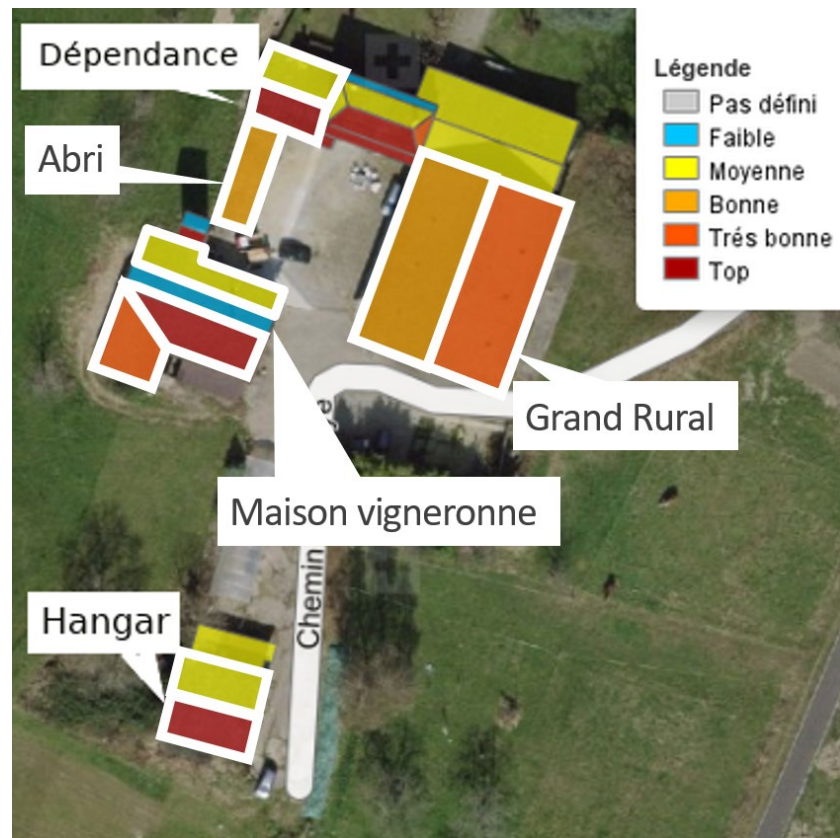 Dépendance
Abri
Légende
Pas défini
Faible
Moyenne
Bonne
Trés bonne
Top
Grand Rural
Maison vigneronne
Hangar
Chemin